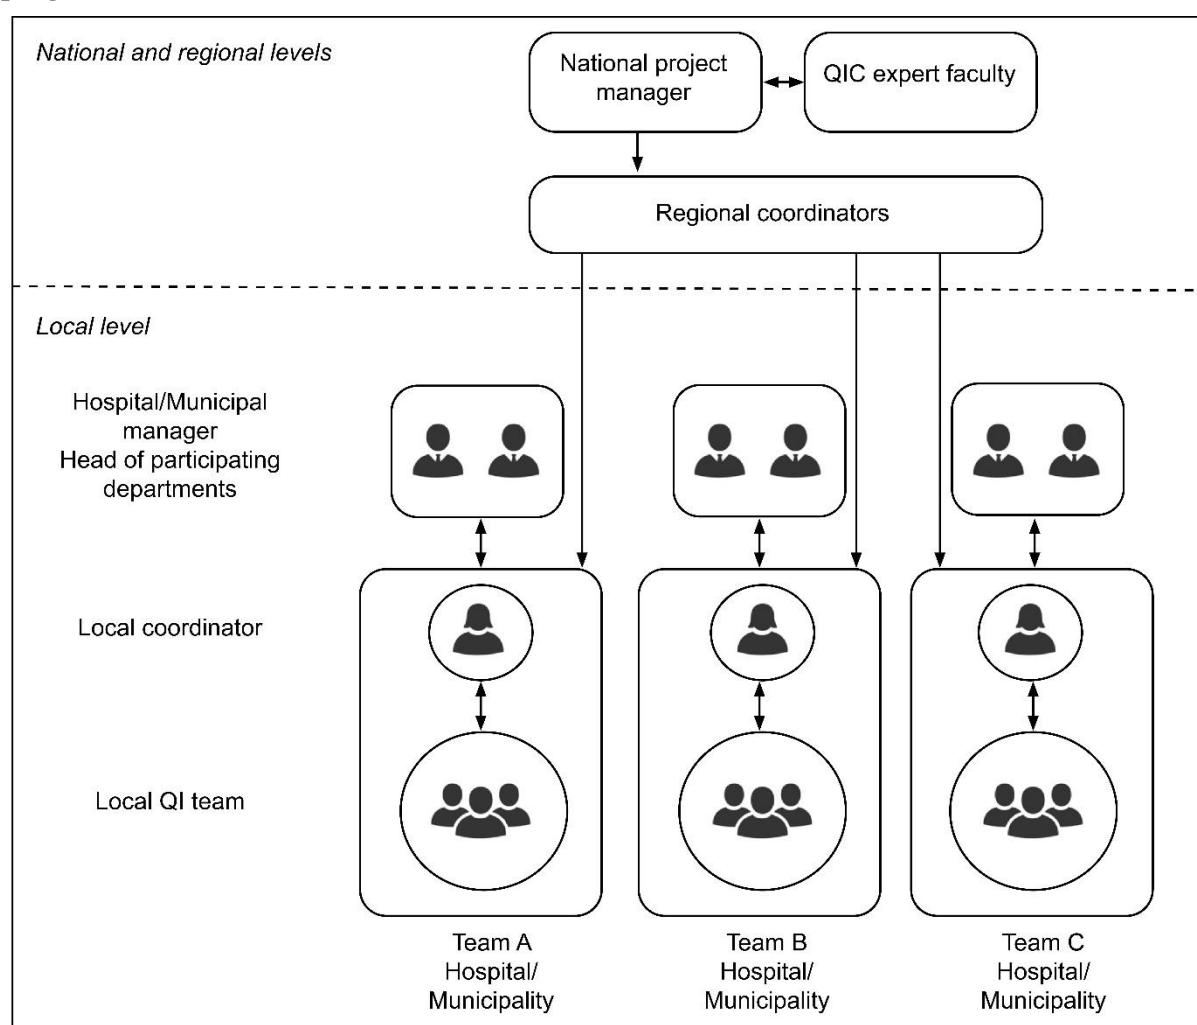 National and regional levels
National project
manager
QIC expert faculty
Regional coordinators
Local level
Hospital/Municipal
manager
Head of participating
departments
Local coordinator
Local QI team
Team A
Hospital/
Municipality
Team B
Hospital/
Municipality
Team C
Hospital/
Municipality